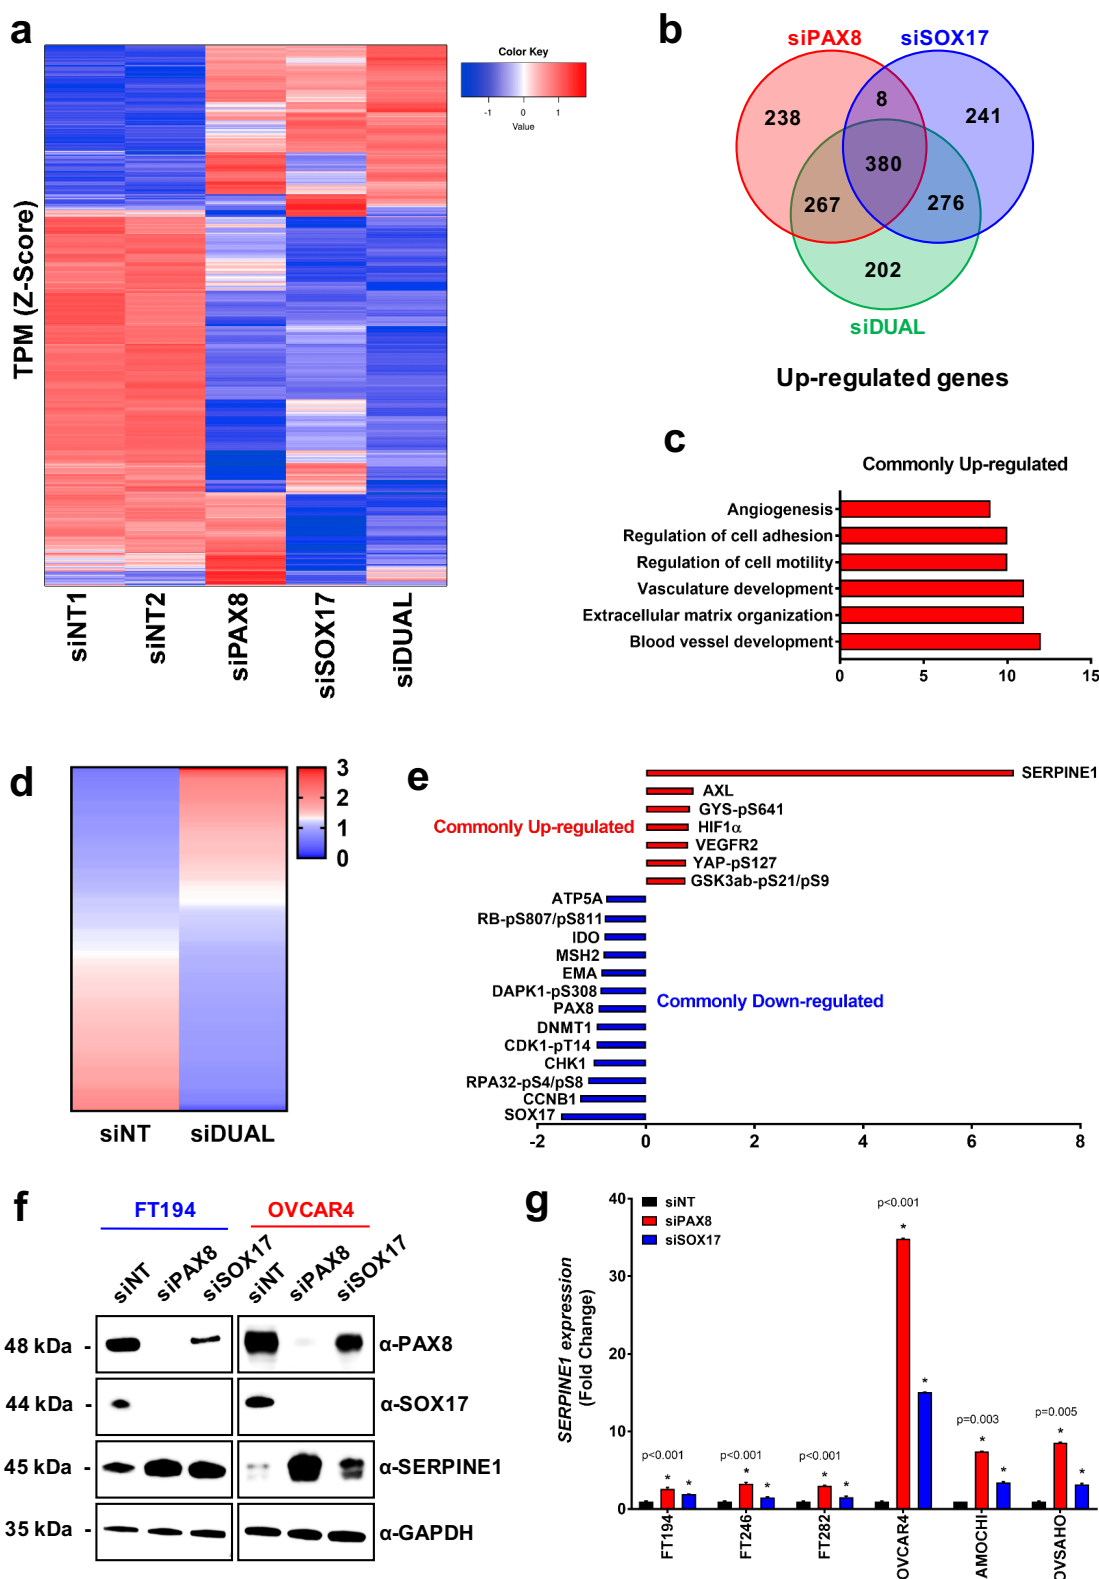 a
Color Key
-1 0 1
Value
TPM (Z-Score)
siNT1 siNT2 siPAX8 siSOX17 siDUAL
b
siPAX8 siSOX17
238 8 241
380
267 276
202
siDUAL
Up-regulated genes
c
Commonly Up-regulated
Angiogenesis
Regulation of cell adhesion
Regulation of cell motility
Vasculature development
Extracellular matrix organization
Blood vessel development
0 5 10 15
d
3
2
1
0
siNT siDUAL
e
SERPINE1
AXL
GYS-pS641
Commonly Up-regulated
HIF1α
VEGFR2
YAP-pS127
GSK3ab-pS21/pS9
ATP5A
RB-pS807/pS811
IDO
MSH2
EMA
DAPK1-pS308
Commonly Down-regulated
PAX8
DNMT1
CDK1-pT14
CHK1
RPA32-pS4/pS8
CCNB1
SOX17
-2 0 2 4 6 8
f
FT194 OVCAR4
siNT siPAX8 siSOX17 siNT siPAX8 siSOX17
48 kDa - α-PAX8
44 kDa - α-SOX17
45 kDa - α-SERPINE1
35 kDa - α-GAPDH
g
siNT
siPAX8
siSOX17
SERPINE1 expression
(Fold Change)
40
30
20
10
0
p<0.001 p<0.001 p<0.001 p<0.001 p=0.003 p=0.005
* * * * * * * * * * * *
FT194 FT246 FT282 OVCAR4 AMOCHI OVSAHO